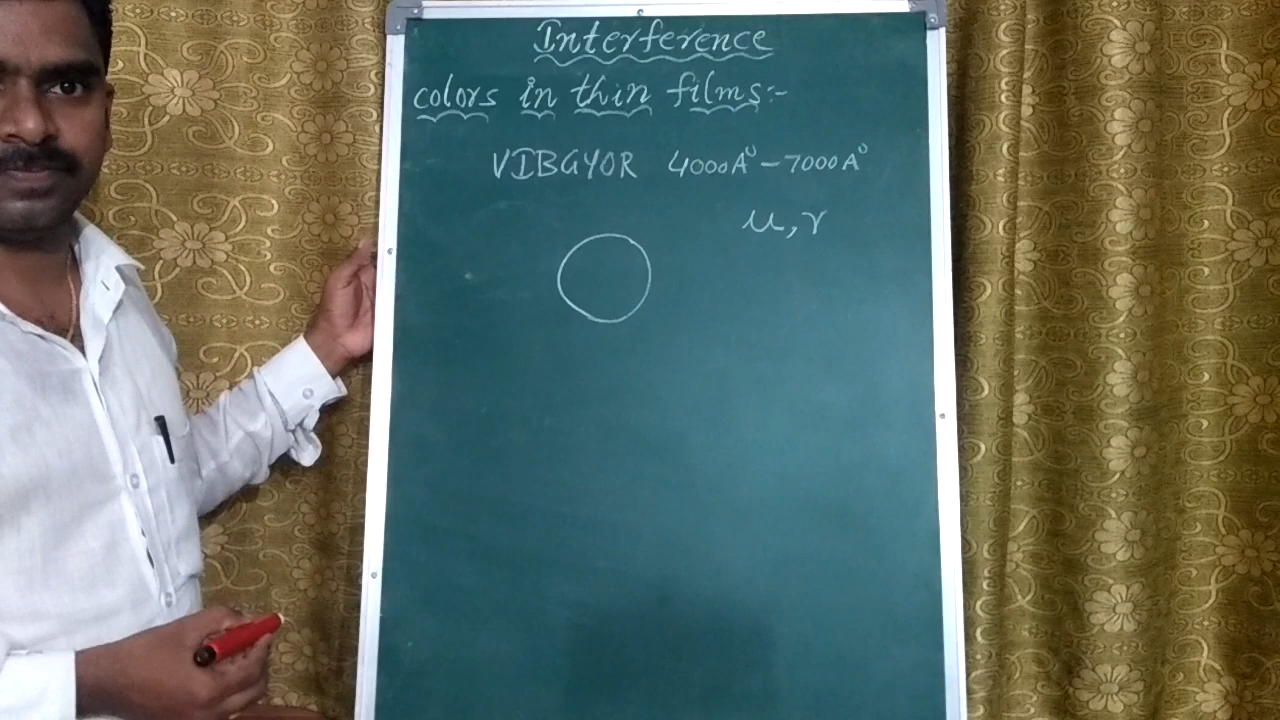 Interference
colors in thin films:-
VIBGYOR 4000A° - 7000A°
μ, r